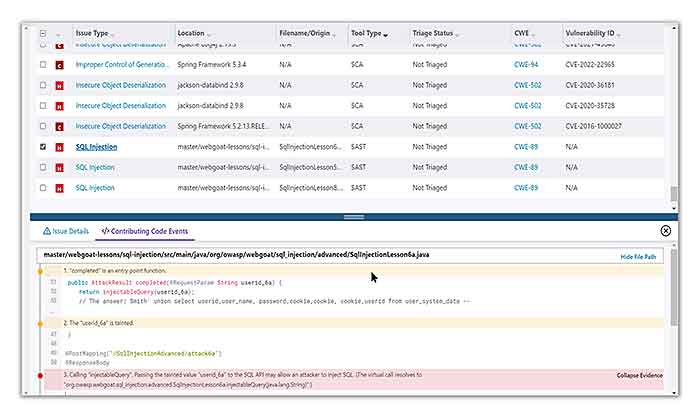 Issue Type Location Filename/Origin Tool Type Triage Status CWE Vulnerability ID
Insecure Object Deserialization Apache Log4j 2.13.3 N/A SCA Not Triaged CWE-502
C Improper Control of Generatio... Spring Framework 5.3.4 N/A SCA Not Triaged CWE-94 CVE-2022-22965
H Insecure Object Deserialization jackson-databind 2.9.8 N/A SCA Not Triaged CWE-502 CVE-2020-36181
H Insecure Object Deserialization jackson-databind 2.9.8 N/A SCA Not Triaged CWE-502 CVE-2020-35728
C Insecure Object Deserialization Spring Framework 5.2.13.RELE... N/A SCA Not Triaged CWE-502 CVE-2016-1000027
H SQL Injection master/webgoat-lessons/sql-i... SqlInjectionLesson6... SAST Not Triaged CWE-89 N/A
H SQL Injection master/webgoat-lessons/sql-i... SqlInjectionLesson... SAST Not Triaged CWE-89 N/A
H SQL Injection master/webgoat-lessons/sql-i... SqlInjectionLesson... SAST Not Triaged CWE-89 N/A
Issue Details </> Contributing Code Events
master/webgoat-lessons/sql-injection/src/main/java/org/owasp/webgoat/sql_injection/advanced/SqlInjectionLesson6a.java Hide File Path
1. "completed" is an entry point function.
51 public AttackResult completed(@RequestParam String userid_6a) {
52 return injectableQuery(userid_6a);
53 // The answer: Smith' union select userid,user_name, password,cookie,cookie, cookie,userid from user_system_data --
2. The "userid_6a" is tainted.
47 }
48
49 @PostMapping("/SqlInjectionAdvanced/attack6a")
50 @ResponseBody
3. Calling "injectableQuery". Passing the tainted value "userid_6a" to the SQL API may allow an attacker to inject SQL. (The virtual call resolves to Collapse Evidence
"org.owasp.webgoat.sql_injection.advanced.SqlInjectionLesson6a.injectableQuery(java.lang.String)".)